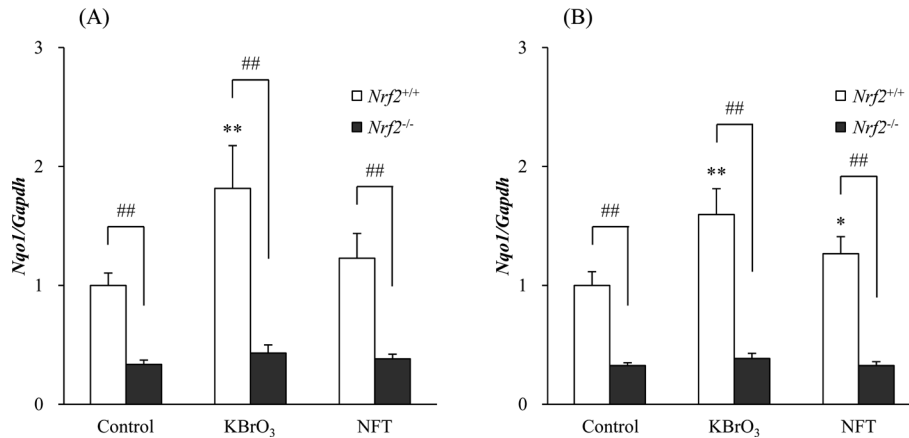 (A)
3
2
1
0
Nqo1/Gapdh
##
##
**
##
Nrf2+/+
Nrf2-/-
Control
KBrO3
NFT
(B)
3
2
1
0
Nqo1/Gapdh
##
##
**
##
*
Nrf2+/+
Nrf2-/-
Control
KBrO3
NFT